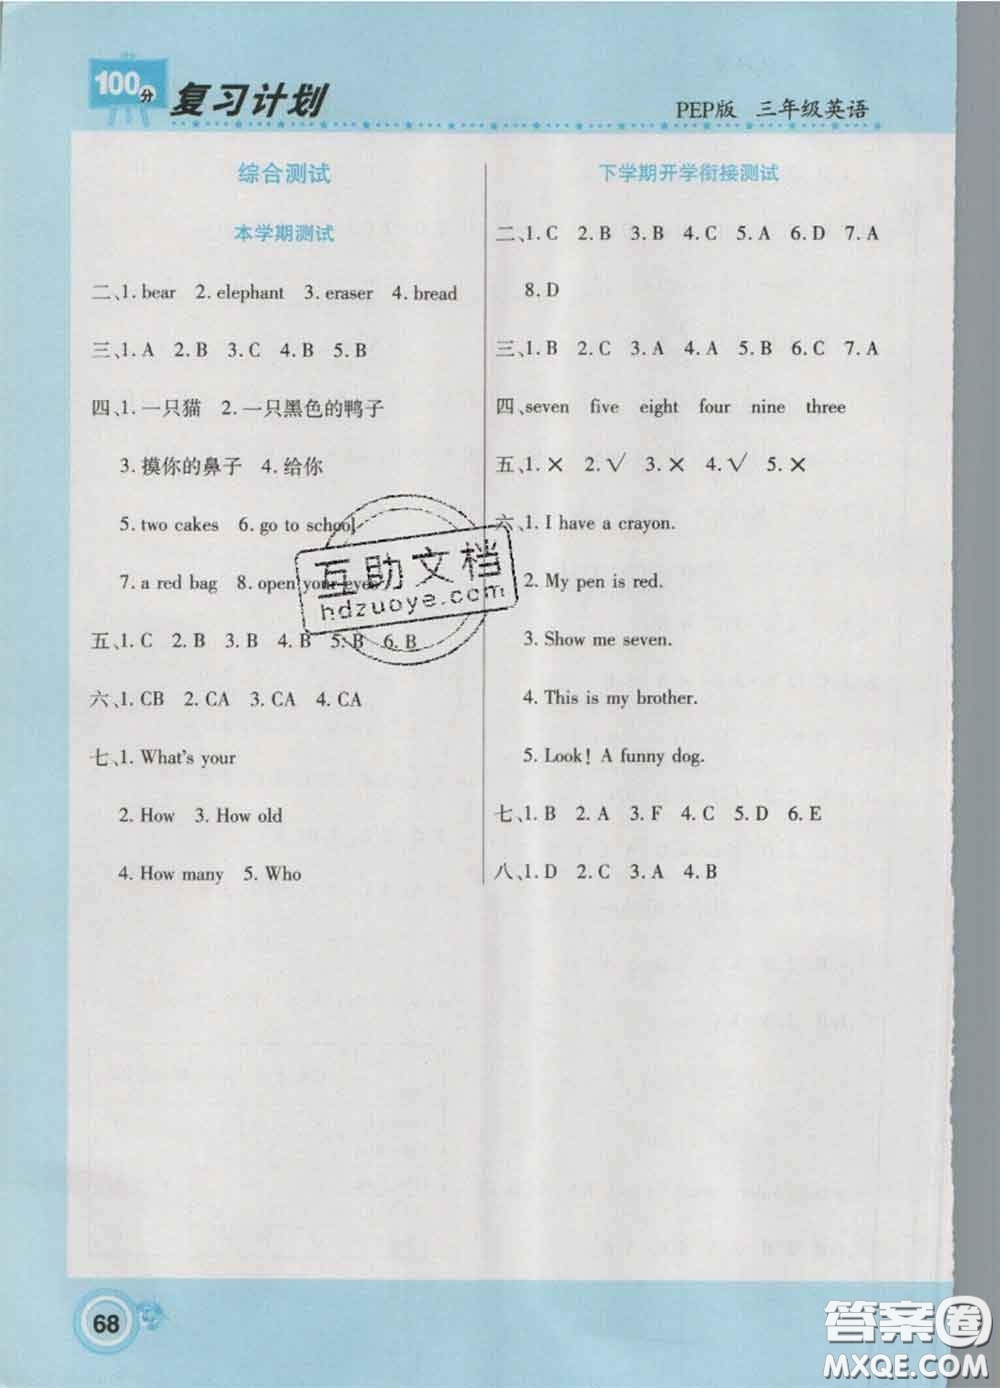 100分
复习计划
PEP版 三年级英语
综合测试
本学期测试
二、1. bear 2. elephant 3. eraser 4. bread
三、1. A 2. B 3. C 4. B 5. B
四、1. 一只猫 2. 一只黑色的鸭子
3. 摸你的鼻子 4. 给你
5. two cakes 6. go to school
7. a red bag 8. open your eyes
五、1. C 2. B 3. B 4. B 5. B 6. B
六、1. CB 2. CA 3. CA 4. CA
七、1. What's your
2. How 3. How old
4. How many 5. Who
下学期开学衔接测试
二、1. C 2. B 3. B 4. C 5. A 6. D 7. A
8. D
三、1. B 2. C 3. A 4. A 5. B 6. C 7. A
四、seven five eight four nine three
五、1. × 2. √ 3. × 4. √ 5. ×
六、1. I have a crayon.
2. My pen is red.
3. Show me seven.
4. This is my brother.
5. Look! A funny dog.
七、1. B 2. A 3. F 4. C 5. D 6. E
八、1. D 2. C 3. A 4. B
互助文档
hdzuoye.com
68
答案圈
MXQE.COM